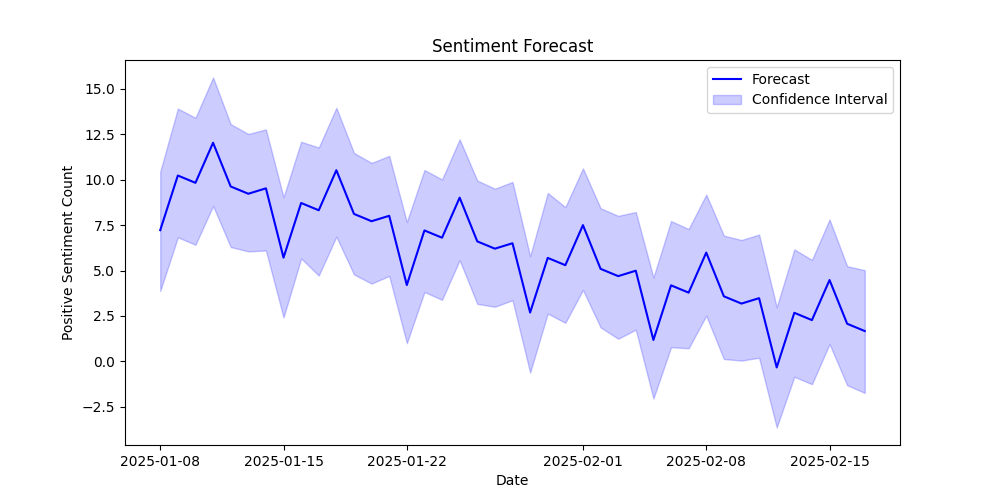 Sentiment Forecast
Forecast
Confidence Interval
Positive Sentiment Count
15.0
12.5
10.0
7.5
5.0
2.5
0.0
−2.5
2025-01-08 2025-01-15 2025-01-22 2025-02-01 2025-02-08 2025-02-15
Date